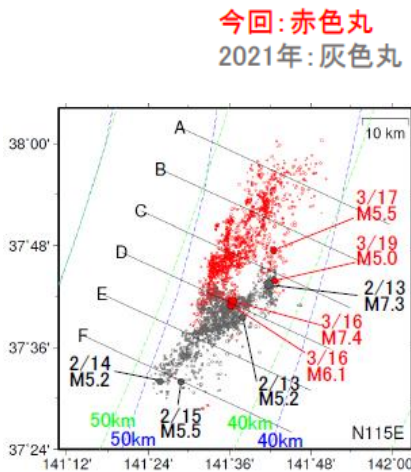 今回：赤色丸
2021年：灰色丸
10 km
A
38°00'
B
3/17
M5.5
C
3/19
M5.0
37°48'
D
2/13
M7.3
E
3/16
M7.4
37°36'
F
3/16
M6.1
2/14
M5.2
2/13
M5.2
2/15
M5.5
50km
50km
40km
40km
N115E
37°24'
141°12'
141°24'
141°36'
141°48'
142°00'